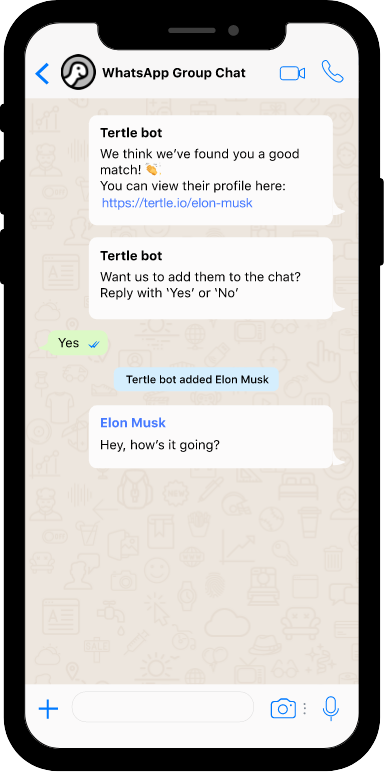 WhatsApp Group Chat
Tertle bot
We think we’ve found you a good
match! 👏
You can view their profile here:
https://tertle.io/elon-musk
Tertle bot
Want us to add them to the chat?
Reply with ‘Yes’ or ‘No’
Yes
Tertle bot added Elon Musk
Elon Musk
Hey, how’s it going?